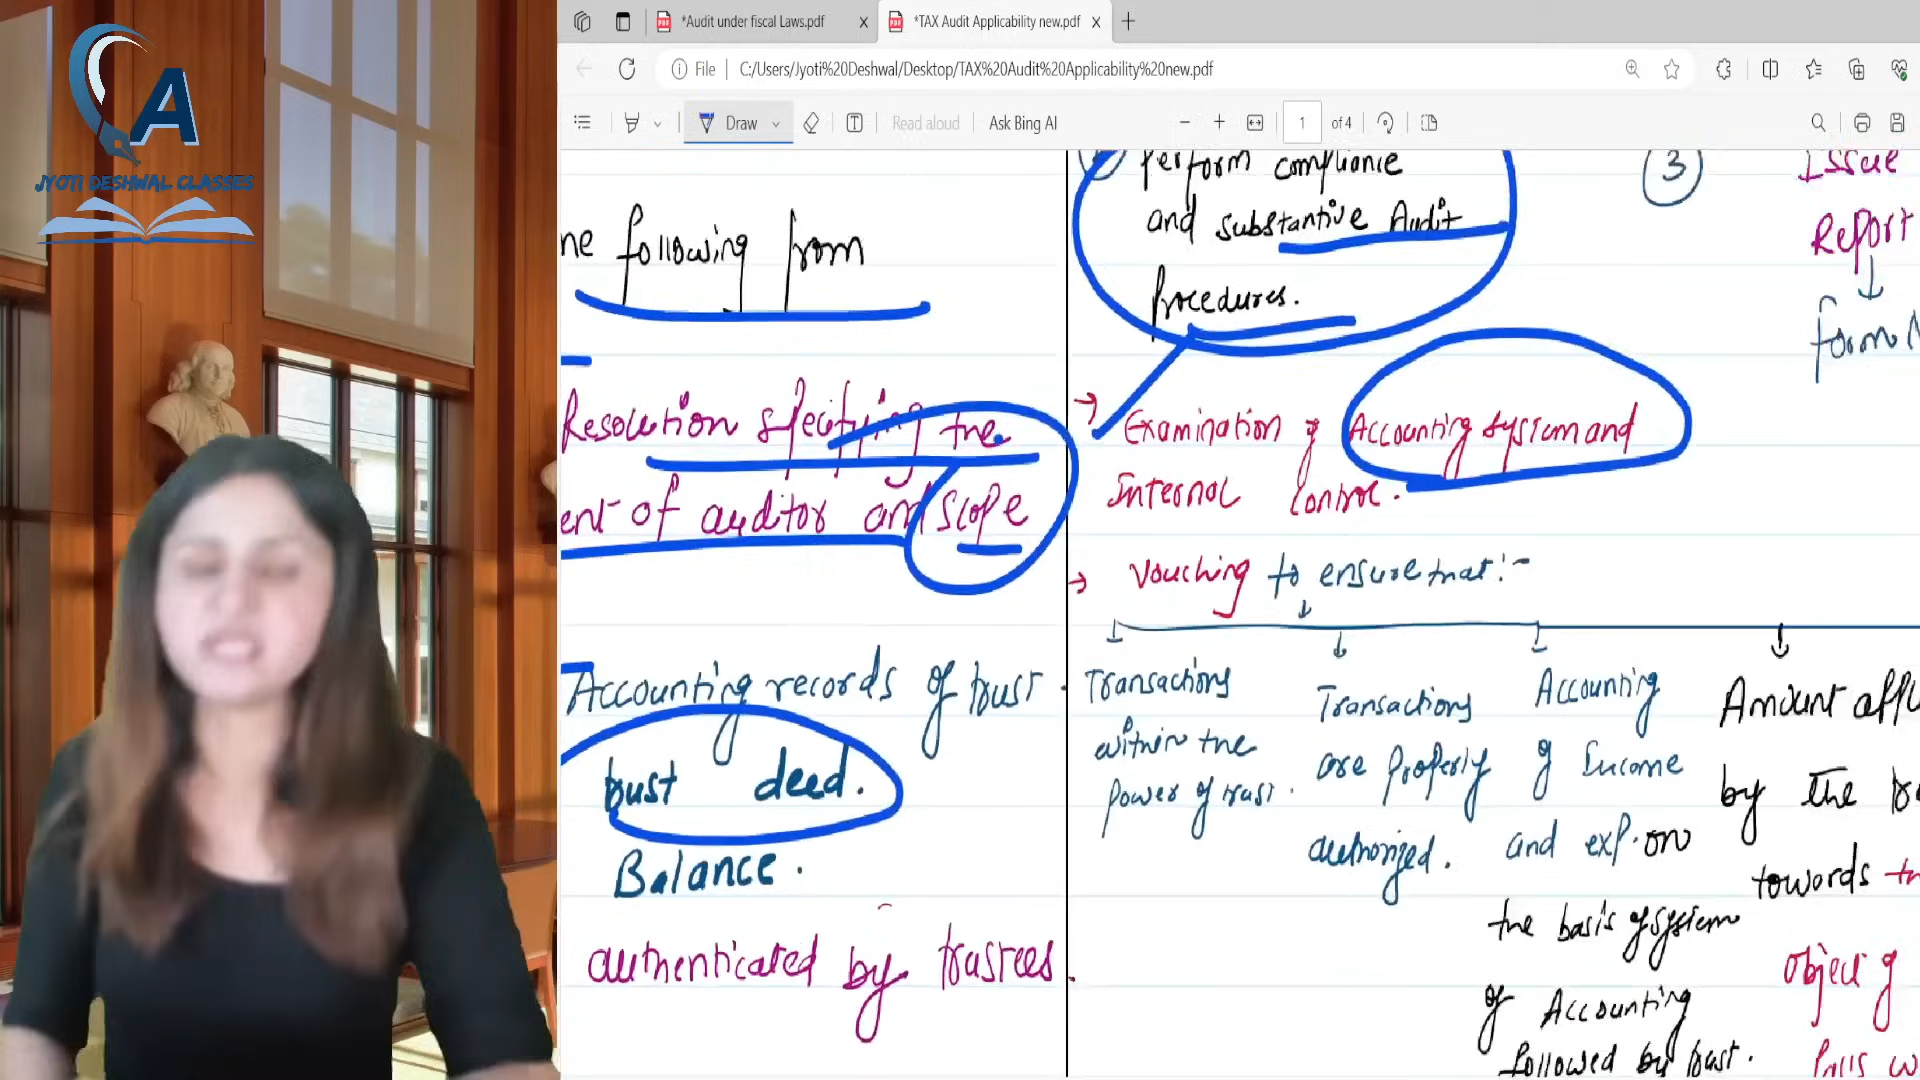 A
JYOTI DESHWAL CLASSES
*Audit under fiscal Laws.pdf
*TAX Audit Applicability new.pdf
File
C:/Users/Jyoti%20Deshwal/Desktop/TAX%20Audit%20Applicability%20new.pdf
Draw
Read aloud
Ask Bing AI
1
of 4
ne following from
Resolution specifying the
ent of auditor and scope
Accounting records of trust.
trust deed.
Balance.
authenticated by trustees.
Perform compliance
and substantive Audit
Procedures.
→ Examination of Accounting System and
Internal Control.
→ Vouching to ensure that:-
Transactions
within the
power of trust.
Transactions
are properly
authorized.
Accounting
of Income
and exp. on
the basis of system
of Accounting
followed by trust.
Amount
by the
towards
object of
falls
3
Issue
Report
form